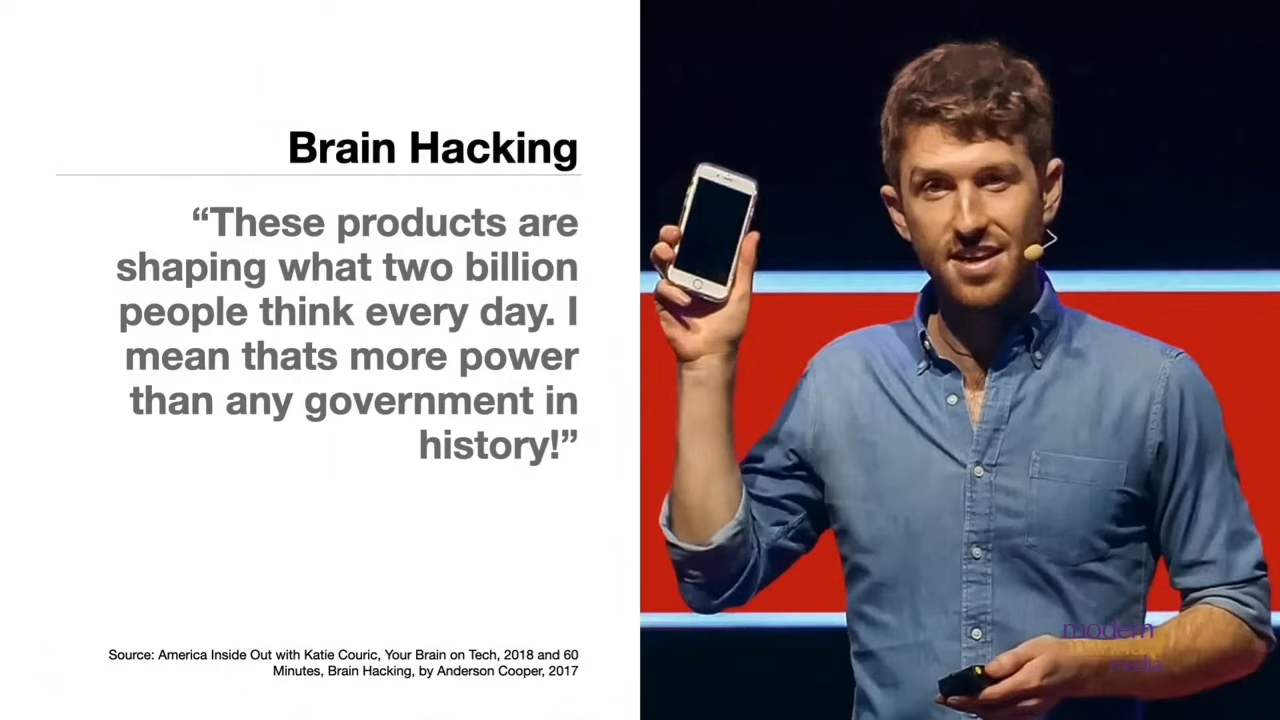 Brain Hacking
“These products are
shaping what two billion
people think every day. I
mean thats more power
than any government in
history!”
Source: America Inside Out with Katie Couric, Your Brain on Tech, 2018 and 60
Minutes, Brain Hacking, by Anderson Cooper, 2017
modern
media